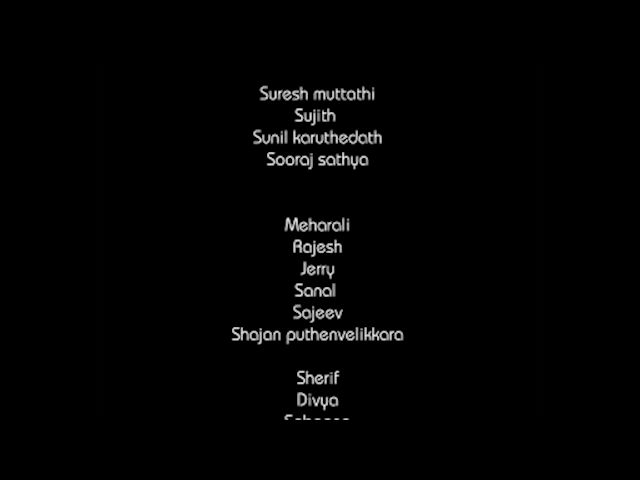 Suresh muttathi
Sujith
Sunil karuthedath
Sooraj sathya
Meharali
Rajesh
Jerry
Sanal
Sajeev
Shajan puthenvelikkara
Sherif
Divya